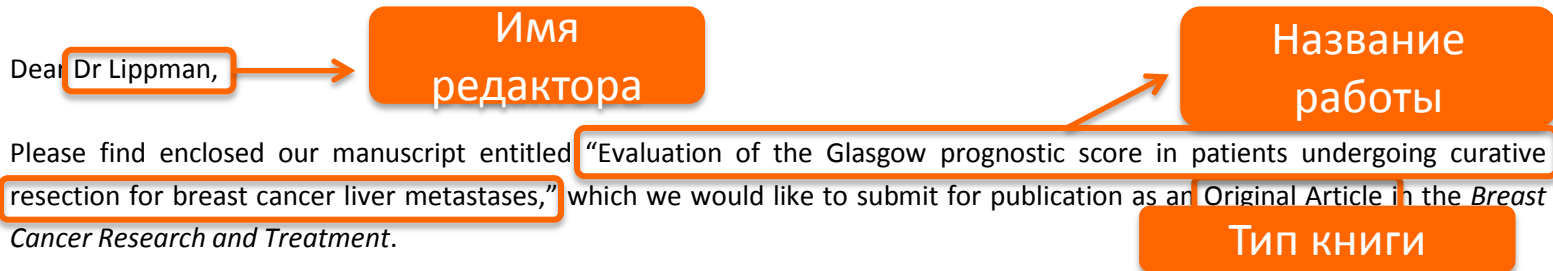 Имя
редактора
Название
работы
Dear Dr Lippman,
Please find enclosed our manuscript entitled “Evaluation of the Glasgow prognostic score in patients undergoing curative
resection for breast cancer liver metastases,” which we would like to submit for publication as an Original Article in the Breast
Cancer Research and Treatment.
Тип книги